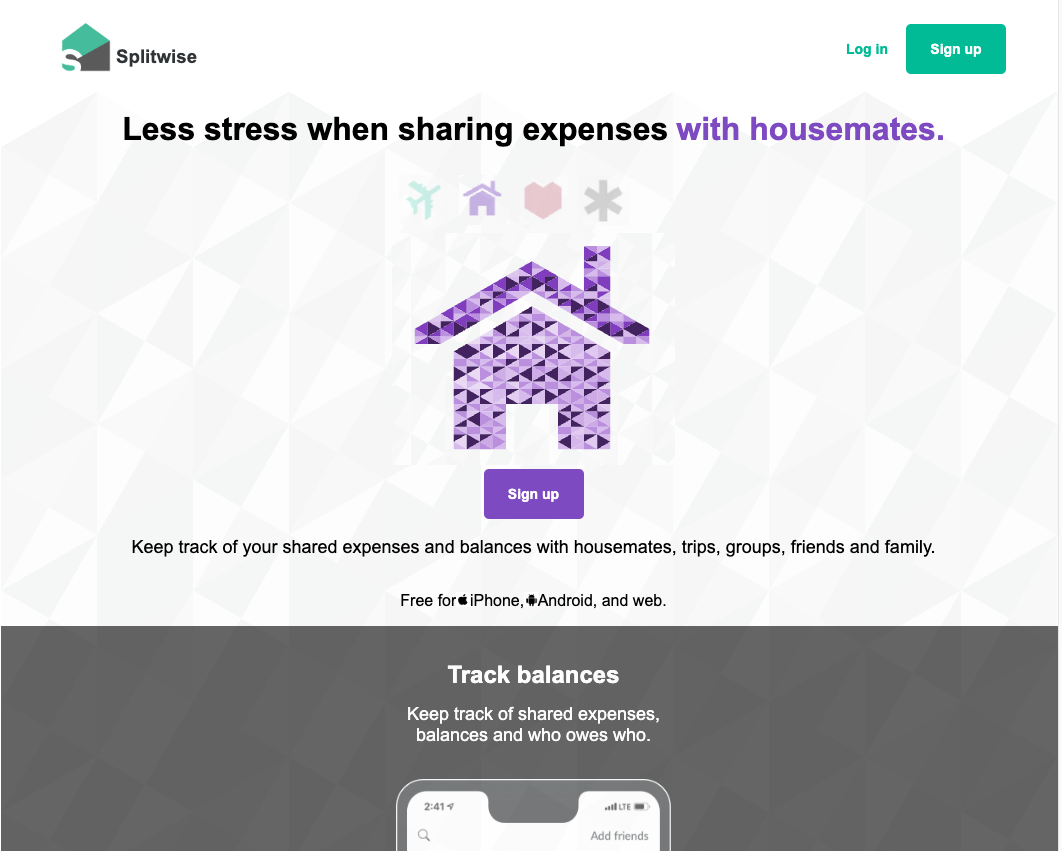 Splitwise
Log in
Sign up
Less stress when sharing expenses with housemates.
Sign up
Keep track of your shared expenses and balances with housemates, trips, groups, friends and family.
Free for iPhone, Android, and web.
Track balances
Keep track of shared expenses,
balances and who owes who.
2:41
LTE
Add friends